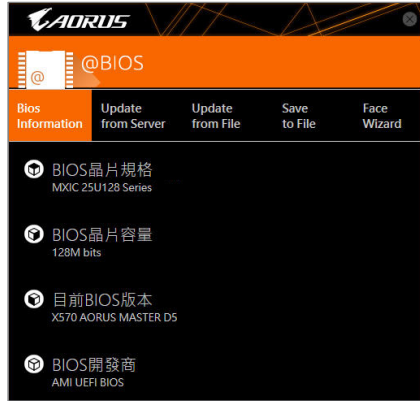 AORUS
@BIOS
@
Bios Information
Update from Server
Update from File
Save to File
Face Wizard
BIOS晶片規格
MXIC 25U128 Series
BIOS晶片容量
128M bits
目前BIOS版本
X570 AORUS MASTER D5
BIOS開發商
AMI UEFI BIOS